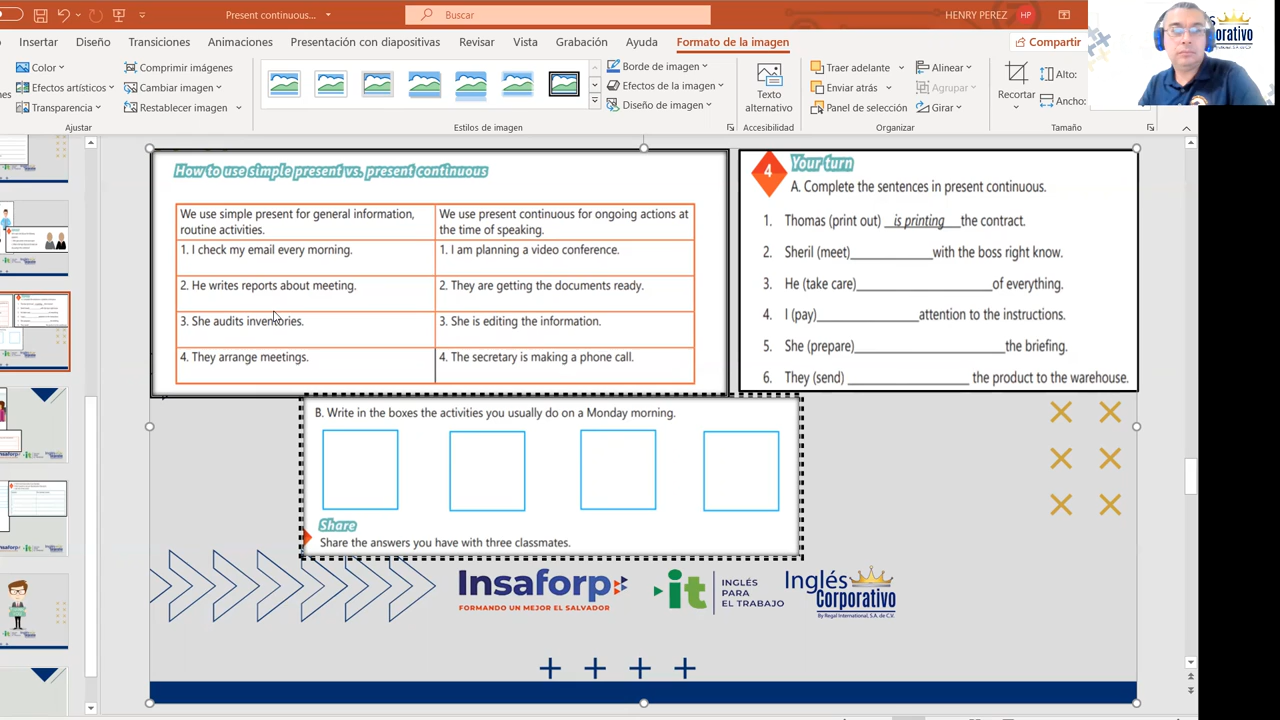 Present continuous...
Buscar
HENRY PEREZ
HP
Insertar
Diseño
Transiciones
Animaciones
Presentación con diapositivas
Revisar
Vista
Grabación
Ayuda
Formato de la imagen
Compartir
Color
Efectos artísticos
Transparencia
Comprimir imágenes
Cambiar imagen
Restablecer imagen
Ajustar
Borde de imagen
Efectos de la imagen
Diseño de imagen
Estilos de imagen
Texto
alternativo
Accesibilidad
Traer adelante
Enviar atrás
Panel de selección
Alinear
Agrupar
Girar
Organizar
Recortar
Alto:
Ancho:
Tamaño
How to use simple present vs. present continuous
We use simple present for general information,
routine activities.
We use present continuous for ongoing actions at
the time of speaking.
1. I check my email every morning.
1. I am planning a video conference.
2. He writes reports about meeting.
2. They are getting the documents ready.
3. She audits inventories.
3. She is editing the information.
4. They arrange meetings.
4. The secretary is making a phone call.
4
Your turn
A. Complete the sentences in present continuous.
1. Thomas (print out) __is printing___the contract.
2. Sheril (meet)______________with the boss right know.
3. He (take care)_______________________of everything.
4. I (pay)_________________attention to the instructions.
5. She (prepare)_________________________the briefing.
6. They (send) ____________________ the product to the warehouse.
B. Write in the boxes the activities you usually do on a Monday morning.
Share
Share the answers you have with three classmates.
Insaforp
FORMANDO UN MEJOR EL SALVADOR
it
INGLÉS
PARA
EL TRABAJO
Inglés
Corporativo
By Regal International, S.A. de C.V.